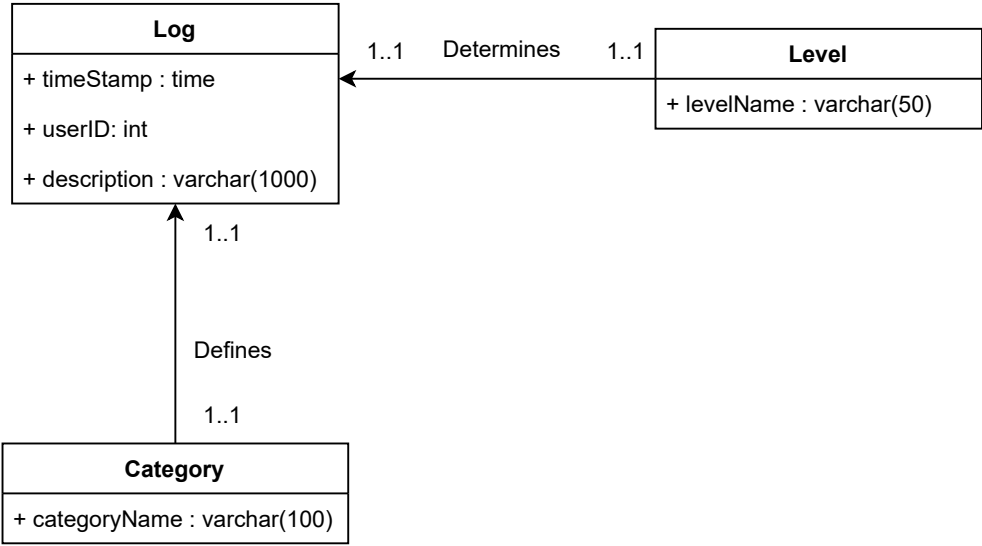 Log
+ timeStamp : time
+ userID: int
+ description : varchar(1000)
1..1
Determines
1..1
Level
+ levelName : varchar(50)
1..1
Defines
1..1
Category
+ categoryName : varchar(100)